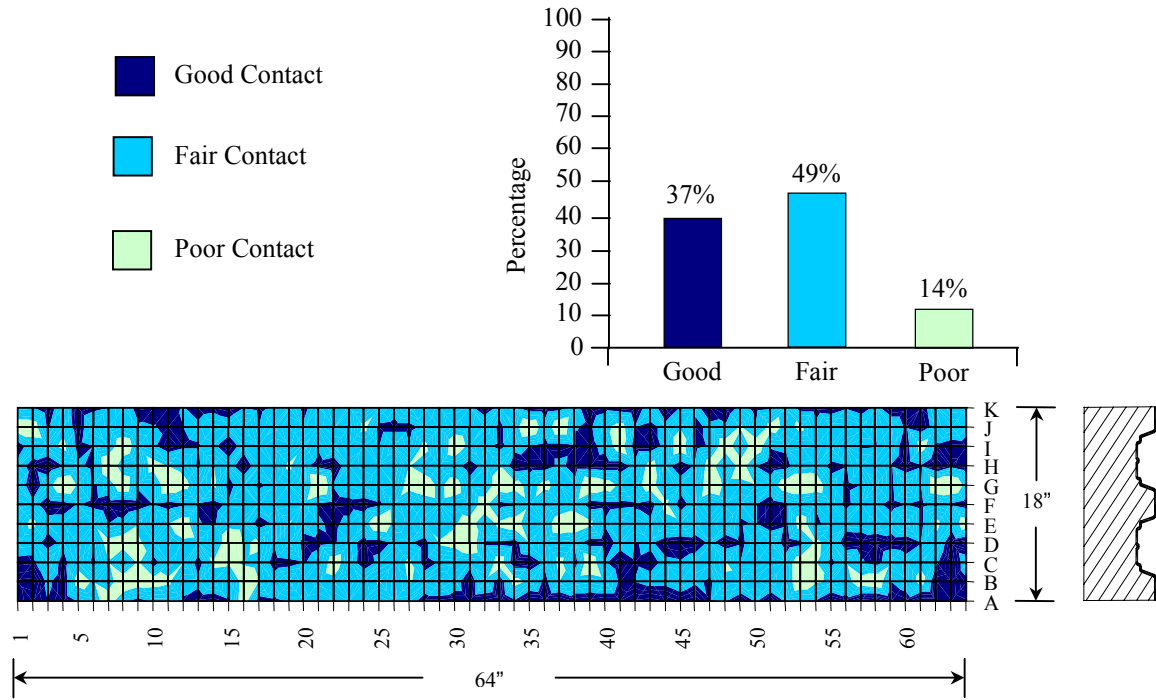 Good Contact
Fair Contact
Poor Contact
Percentage
100
90
80
70
60
50
40
30
20
10
0
37%
49%
14%
Good
Fair
Poor
K
J
I
H
G
F
E
D
C
B
A
18”
1
5
10
15
20
25
30
35
40
45
50
55
60
64”